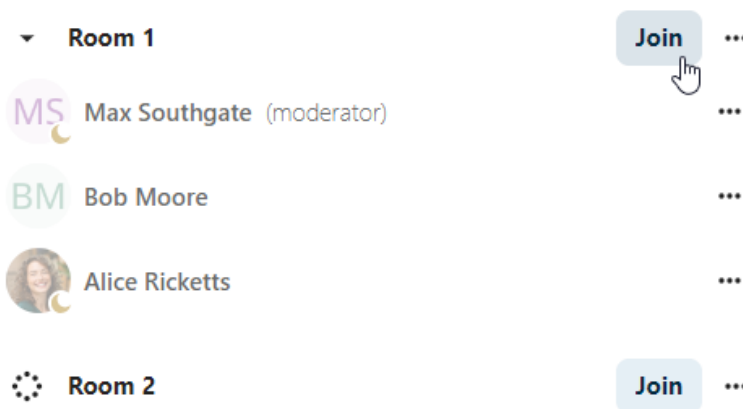 Room 1 Join
MS Max Southgate (moderator)
BM Bob Moore
Alice Ricketts
Room 2 Join